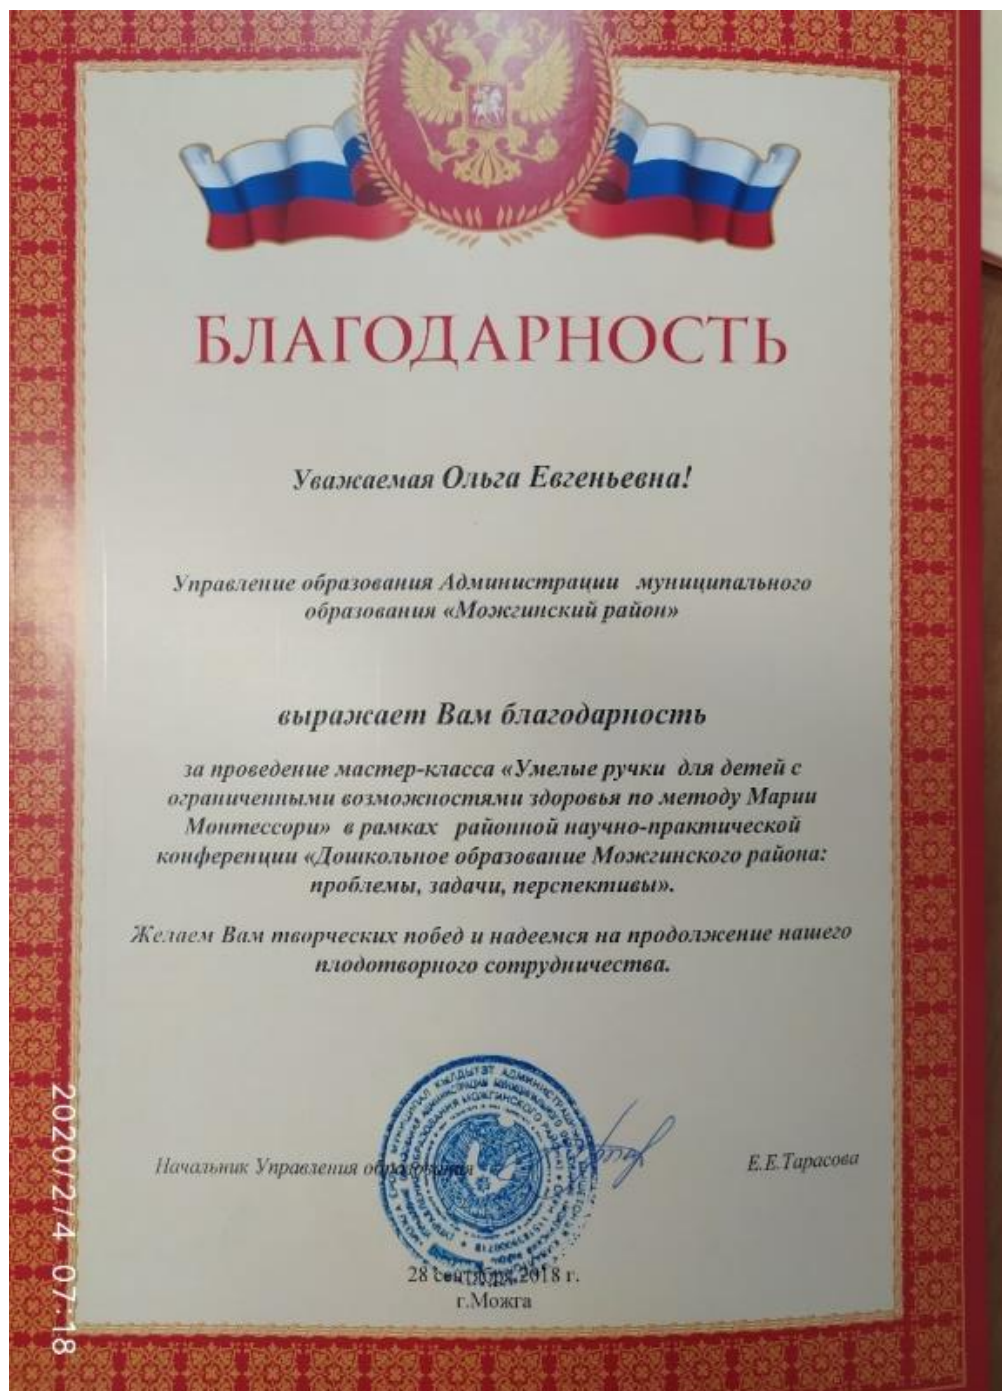 БЛАГОДАРНОСТЬ
Уважаемая Ольга Евгеньевна!
Управление образования Администрации муниципального
образования «Можгинский район»
выражает Вам благодарность
за проведение мастер-класса «Умелые ручки для детей с
ограниченными возможностями здоровья по методу Марии
Монтессори» в рамках районной научно-практической
конференции «Дошкольное образование Можгинского района:
проблемы, задачи, перспективы».
Желаем Вам творческих побед и надеемся на продолжение нашего
плодотворного сотрудничества.
Начальник Управления образования
Е.Е.Тарасова
28 сентября 2018 г.
г.Можга
2020/2/4 07:18